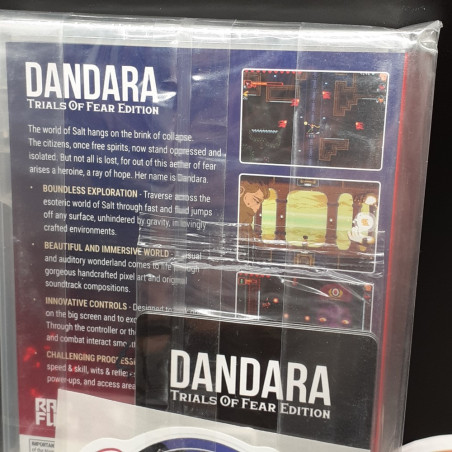 DANDARA
TRIALS OF FEAR EDITION
The world of Salt hangs on the brink of collapse.
The citizens, once free spirits, now stand oppressed and
isolated. But not all is lost, for out of this aether of fear
arises a heroine, a ray of hope. Her name is Dandara.
• BOUNDLESS EXPLORATION - Traverse across the
esoteric world of Salt through fast and fluid jumps
off any surface, unhindered by gravity, in lovingly
crafted environments.
• BEAUTIFUL AND IMMERSIVE WORLD - A visual
and auditory wonderland comes to life through
gorgeous handcrafted pixel art and original
soundtrack compositions.
• INNOVATIVE CONTROLS - Designed to
on the big screen and to
Through the controller or
and combat interact
• CHALLENGING
speed & skill, wits &
power-ups, and access
DANDARA
TRIALS OF FEAR EDITION
IMPORTANT